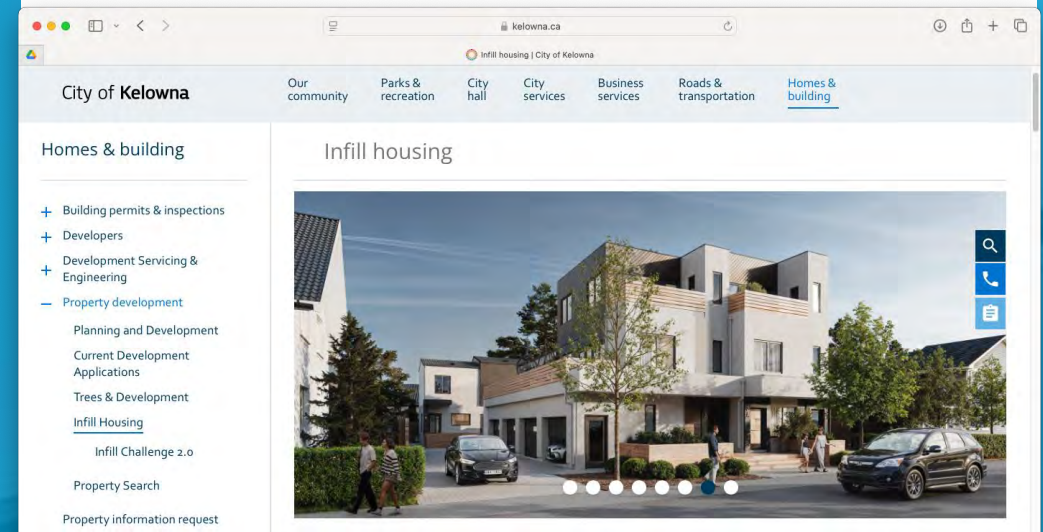 kelowna.ca
Infill housing | City of Kelowna
City of Kelowna
Our community
Parks & recreation
City hall
City services
Business services
Roads & transportation
Homes & building
Homes & building
Infill housing
Building permits & inspections
Developers
Development Servicing &
Engineering
Property development
Planning and Development
Current Development
Applications
Trees & Development
Infill Housing
Infill Challenge 2.0
Property Search
Property information request